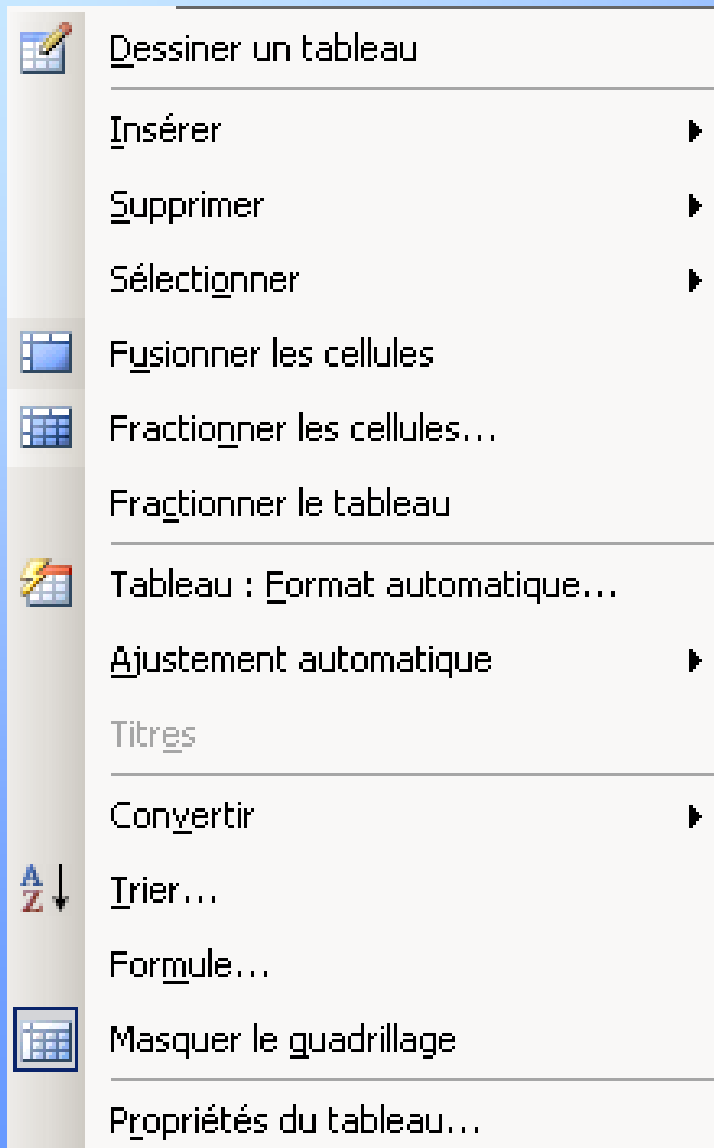 Dessiner un tableau
Insérer
Supprimer
Sélectionner
Fusionner les cellules
Fractionner les cellules...
Fractionner le tableau
Tableau : Format automatique...
Ajustement automatique
Titres
Convertir
A
Z
Trier...
Formule...
Masquer le quadrillage
Propriétés du tableau...